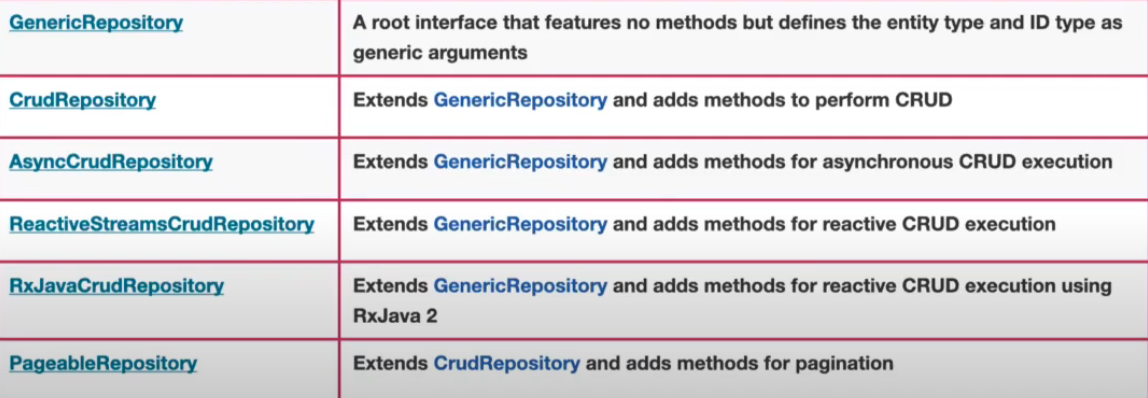 GenericRepository
A root interface that features no methods but defines the entity type and ID type as
generic arguments
CrudRepository
Extends GenericRepository and adds methods to perform CRUD
AsyncCrudRepository
Extends GenericRepository and adds methods for asynchronous CRUD execution
ReactiveStreamsCrudRepository
Extends GenericRepository and adds methods for reactive CRUD execution
RxJavaCrudRepository
Extends GenericRepository and adds methods for reactive CRUD execution using
RxJava 2
PageableRepository
Extends CrudRepository and adds methods for pagination